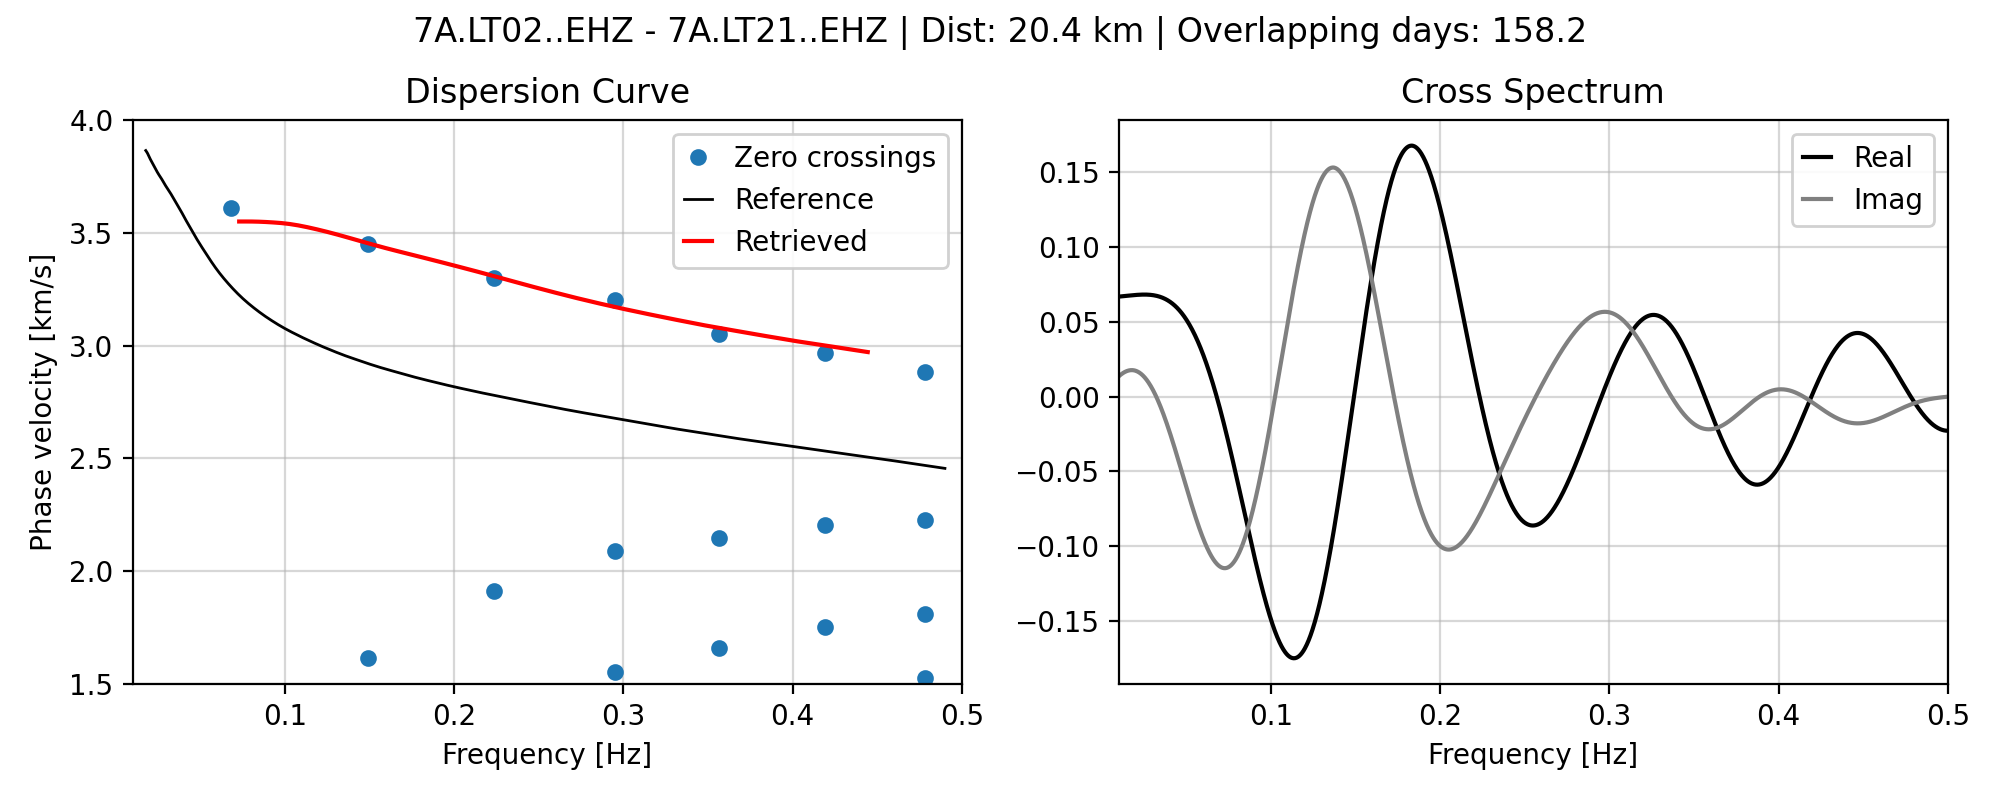 7A.LT02..EHZ - 7A.LT21..EHZ | Dist: 20.4 km | Overlapping days: 158.2
Dispersion Curve
4.0
3.5
3.0
2.5
2.0
1.5
Phase velocity [km/s]
Zero crossings
Reference
Retrieved
0.1
0.2
0.3
0.4
0.5
Frequency [Hz]
Cross Spectrum
0.15
0.10
0.05
0.00
−0.05
−0.10
−0.15
Real
Imag
0.1
0.2
0.3
0.4
0.5
Frequency [Hz]